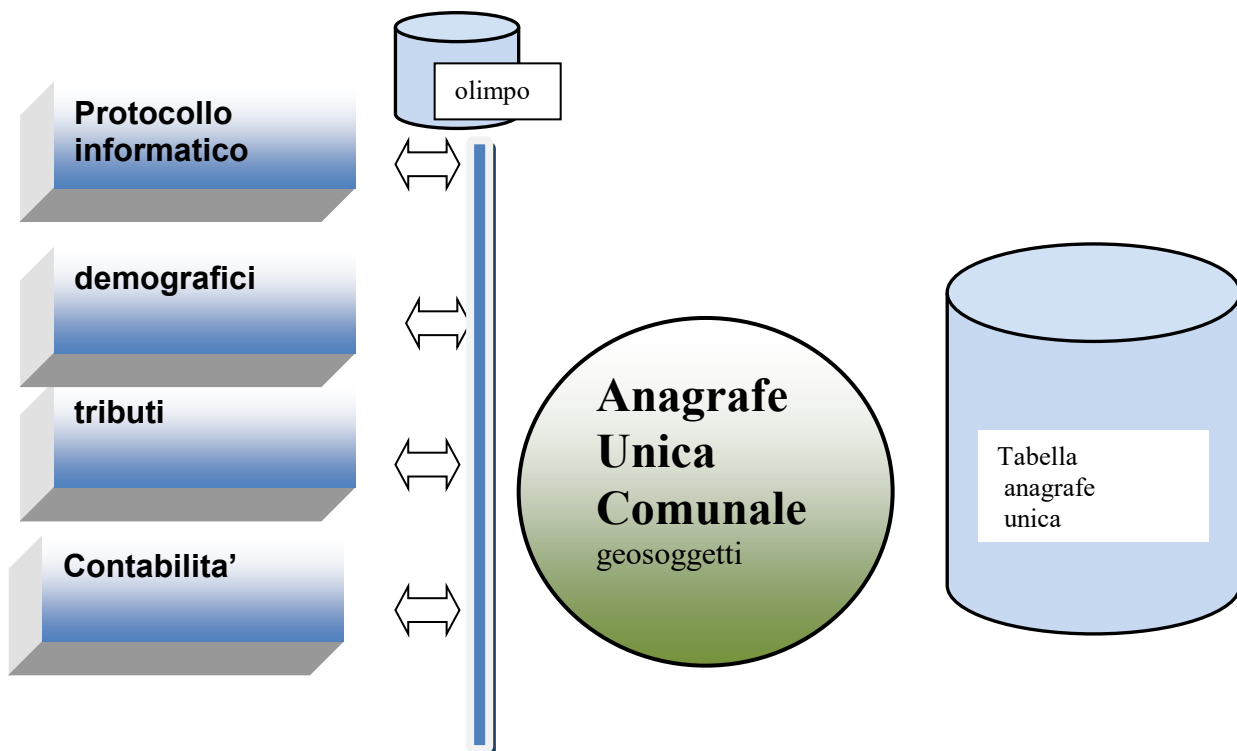 olimpo
Protocollo
informatico
demografici
tributi
Contabilita’
Anagrafe
Unica
Comunale
geosoggetti
Tabella
anagrafe
unica